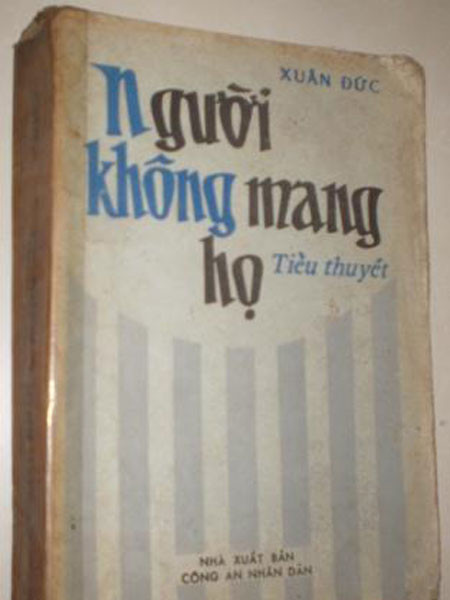 XUÂN ĐỨC
Người
không mang
họ
Tiểu thuyết
NHÀ XUẤT BẢN
CÔNG AN NHÂN DÂN